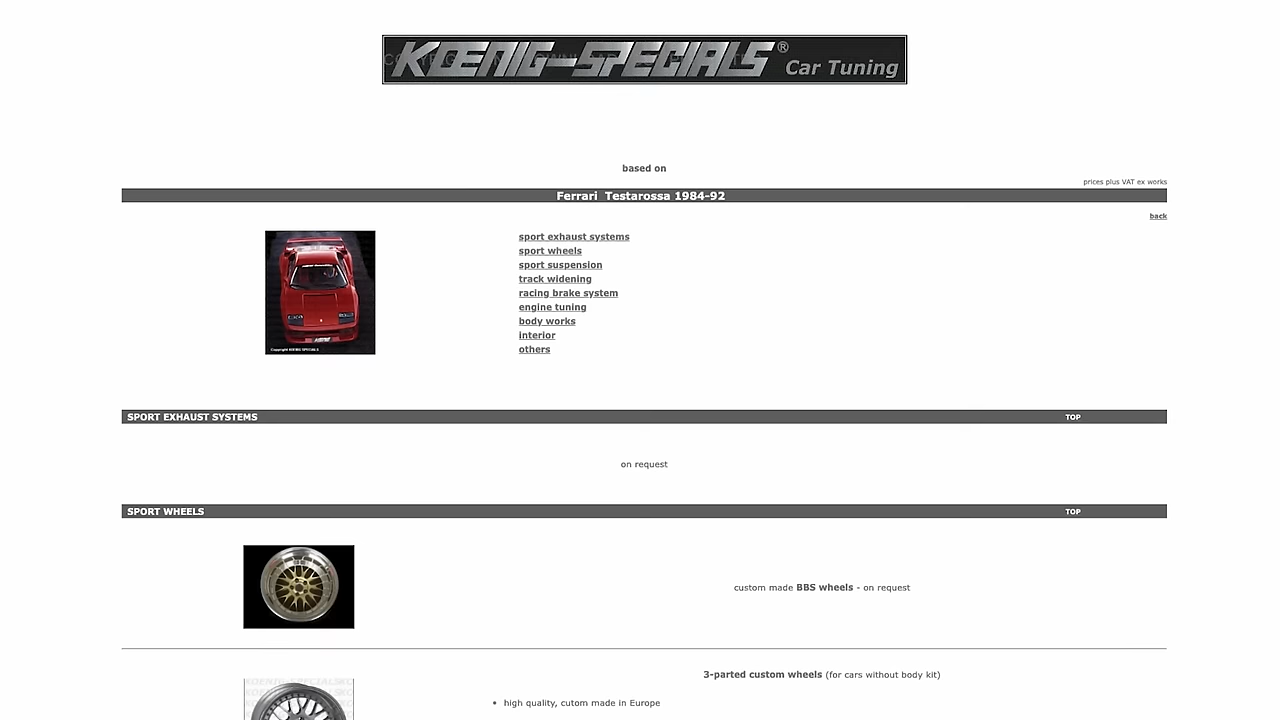 KŒNIG-SPECIALS® Car Tuning
based on
prices plus VAT ex works
Ferrari Testarossa 1984-92
back
sport exhaust systems
sport wheels
sport suspension
track widening
racing brake system
engine tuning
body works
interior
others
SPORT EXHAUST SYSTEMS TOP
on request
SPORT WHEELS TOP
custom made BBS wheels - on request
3-parted custom wheels (for cars without body kit)
• high quality, cutom made in Europe